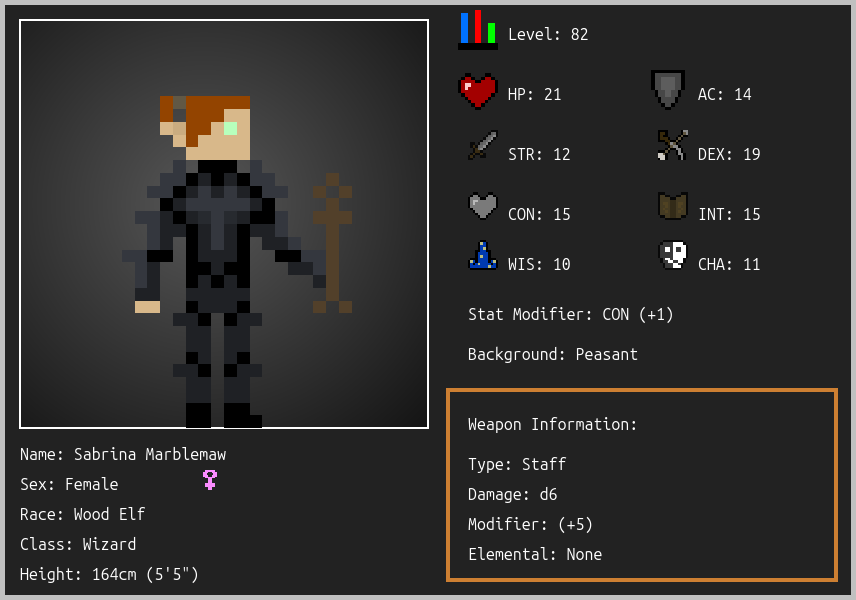 Level: 82
HP: 21
AC: 14
STR: 12
DEX: 19
CON: 15
INT: 15
WIS: 10
CHA: 11
Stat Modifier: CON (+1)
Background: Peasant
Weapon Information:
Type: Staff
Damage: d6
Modifier: (+5)
Elemental: None
Name: Sabrina Marblemaw
Sex: Female
Race: Wood Elf
Class: Wizard
Height: 164cm (5'5")